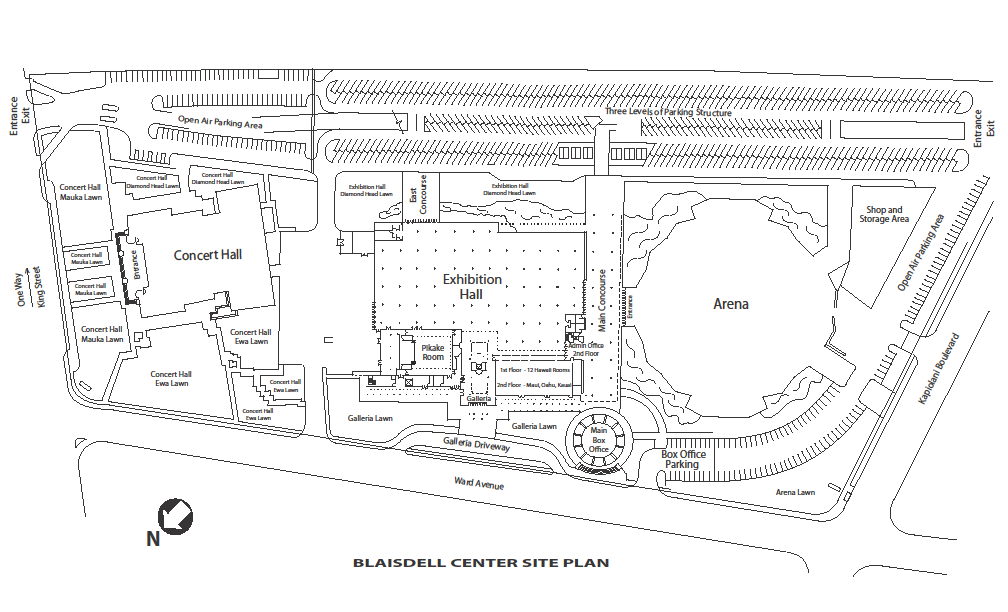 Entrance
Exit
Open Air Parking Area
Three Levels of Parking Structure
Entrance
Exit
Concert Hall
Mauka Lawn
Concert Hall
Diamond Head Lawn
Concert Hall
Diamond Head Lawn
Exhibition Hall
Diamond Head Lawn
East
Concourse
Exhibition Hall
Diamond Head Lawn
Shop and
Storage Area
Open Air Parking Area
Concert Hall
Mauka Lawn
Entrance
Concert Hall
Exhibition
Hall
Main Concourse
Entrance
Arena
One Way
King Street
Concert Hall
Mauka Lawn
Concert Hall
Mauka Lawn
Concert Hall
Ewa Lawn
Pikake
Room
Admin Office
2nd Floor
1st Floor - 12 Hawaii Rooms
2nd Floor - Maui, Oahu, Kauai
Kapiolani Boulevard
Concert Hall
Ewa Lawn
Concert Hall
Ewa Lawn
Concert Hall
Ewa Lawn
Galleria
Galleria Lawn
Galleria Lawn
Galleria Driveway
Main
Box
Office
Box Office
Parking
Ward Avenue
Arena Lawn
N
BLAISDELL CENTER SITE PLAN